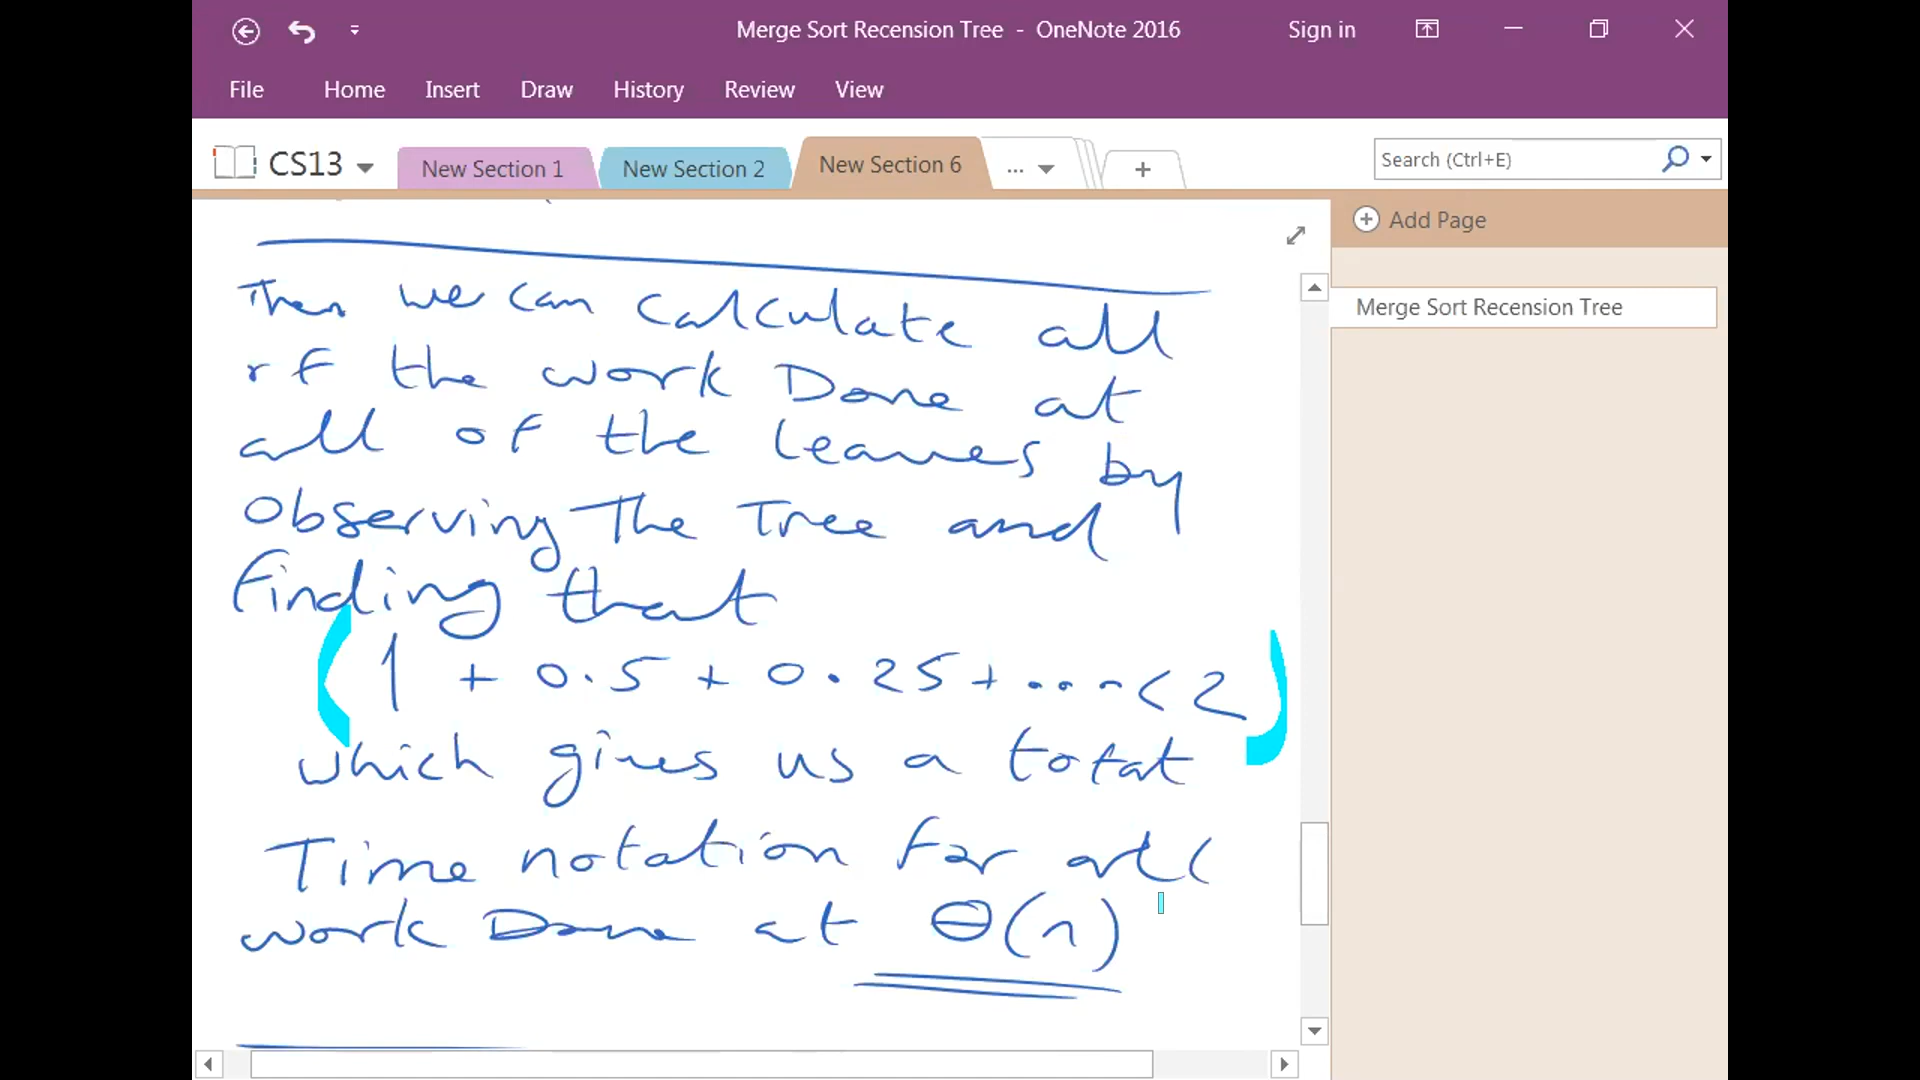 Merge Sort Recension Tree - OneNote 2016
Sign in
File Home Insert Draw History Review View
CS13
New Section 1
New Section 2
New Section 6
...
+
Search (Ctrl+E)
Add Page
Merge Sort Recension Tree
Then we can calculate all
of the work Done at
all of the leaves by
observing The Tree and
finding that
(1 + 0.5 + 0.25 + ... < 2)
which gives us a total
Time notation for all
work Done at Θ(n)